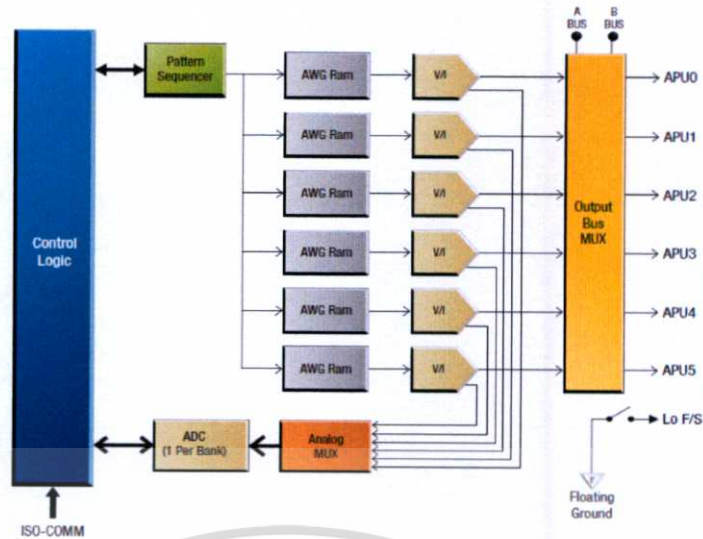 A
BUS
B
BUS
Pattern
Sequencer
AWG Ram
V/I
APU0
AWG Ram
V/I
APU1
AWG Ram
V/I
APU2
Control
Logic
Output
Bus
MUX
AWG Ram
V/I
APU3
AWG Ram
V/I
APU4
AWG Ram
V/I
APU5
ADC
(1 Per Bank)
Analog
MUX
Lo F/S
Floating
Ground
ISO-COMM